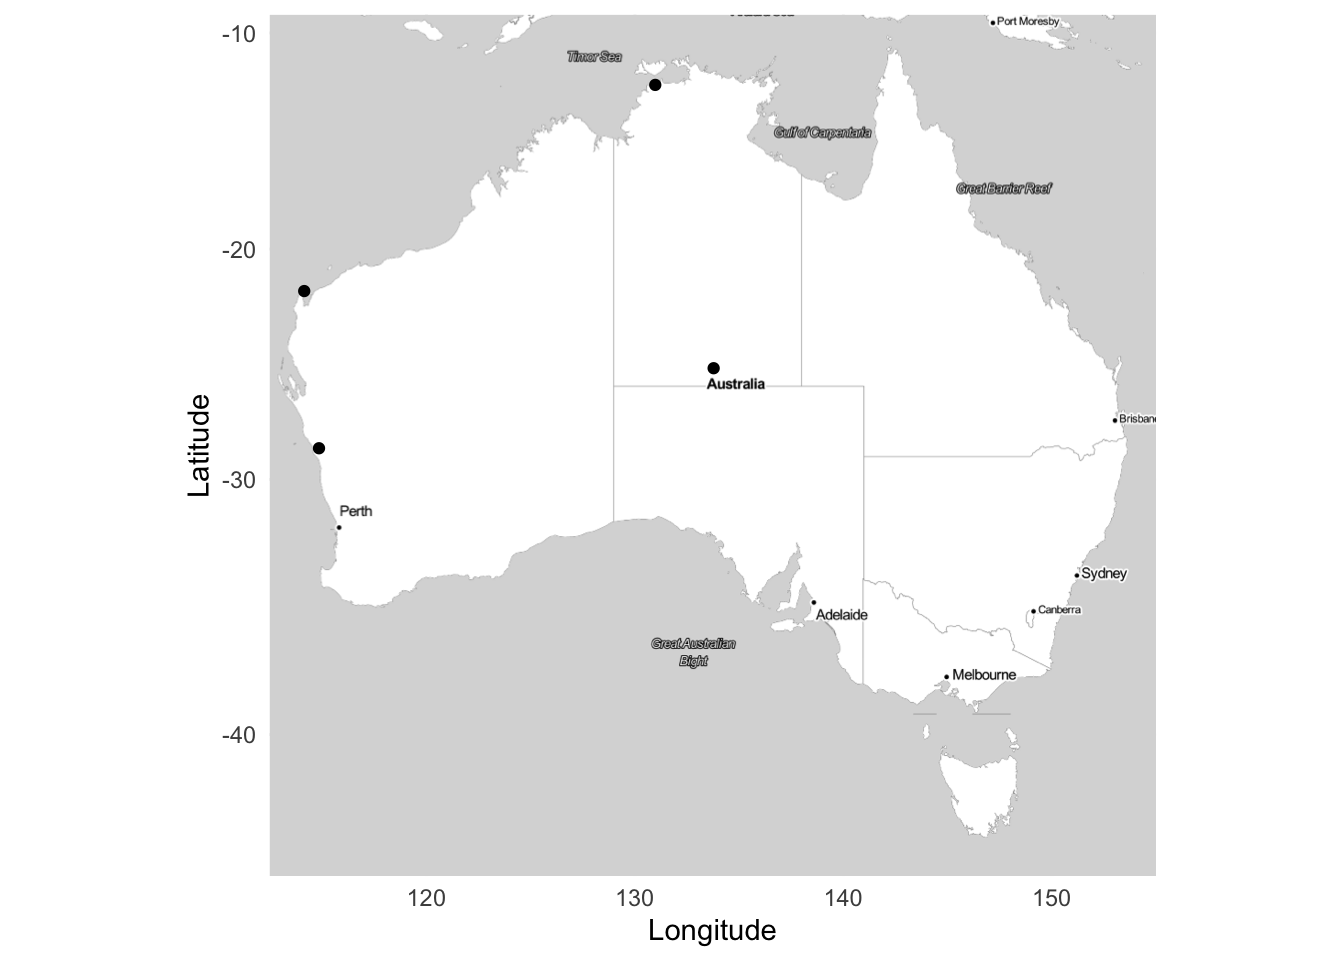 -10
Port Moresby
Timor Sea
Gulf of Carpentaria
Great Barrier Reef
-20
Australia
Latitude
Brisbane
-30
Perth
Sydney
Canberra
Adelaide
Great Australian
Bight
Melbourne
-40
120 130 140 150
Longitude